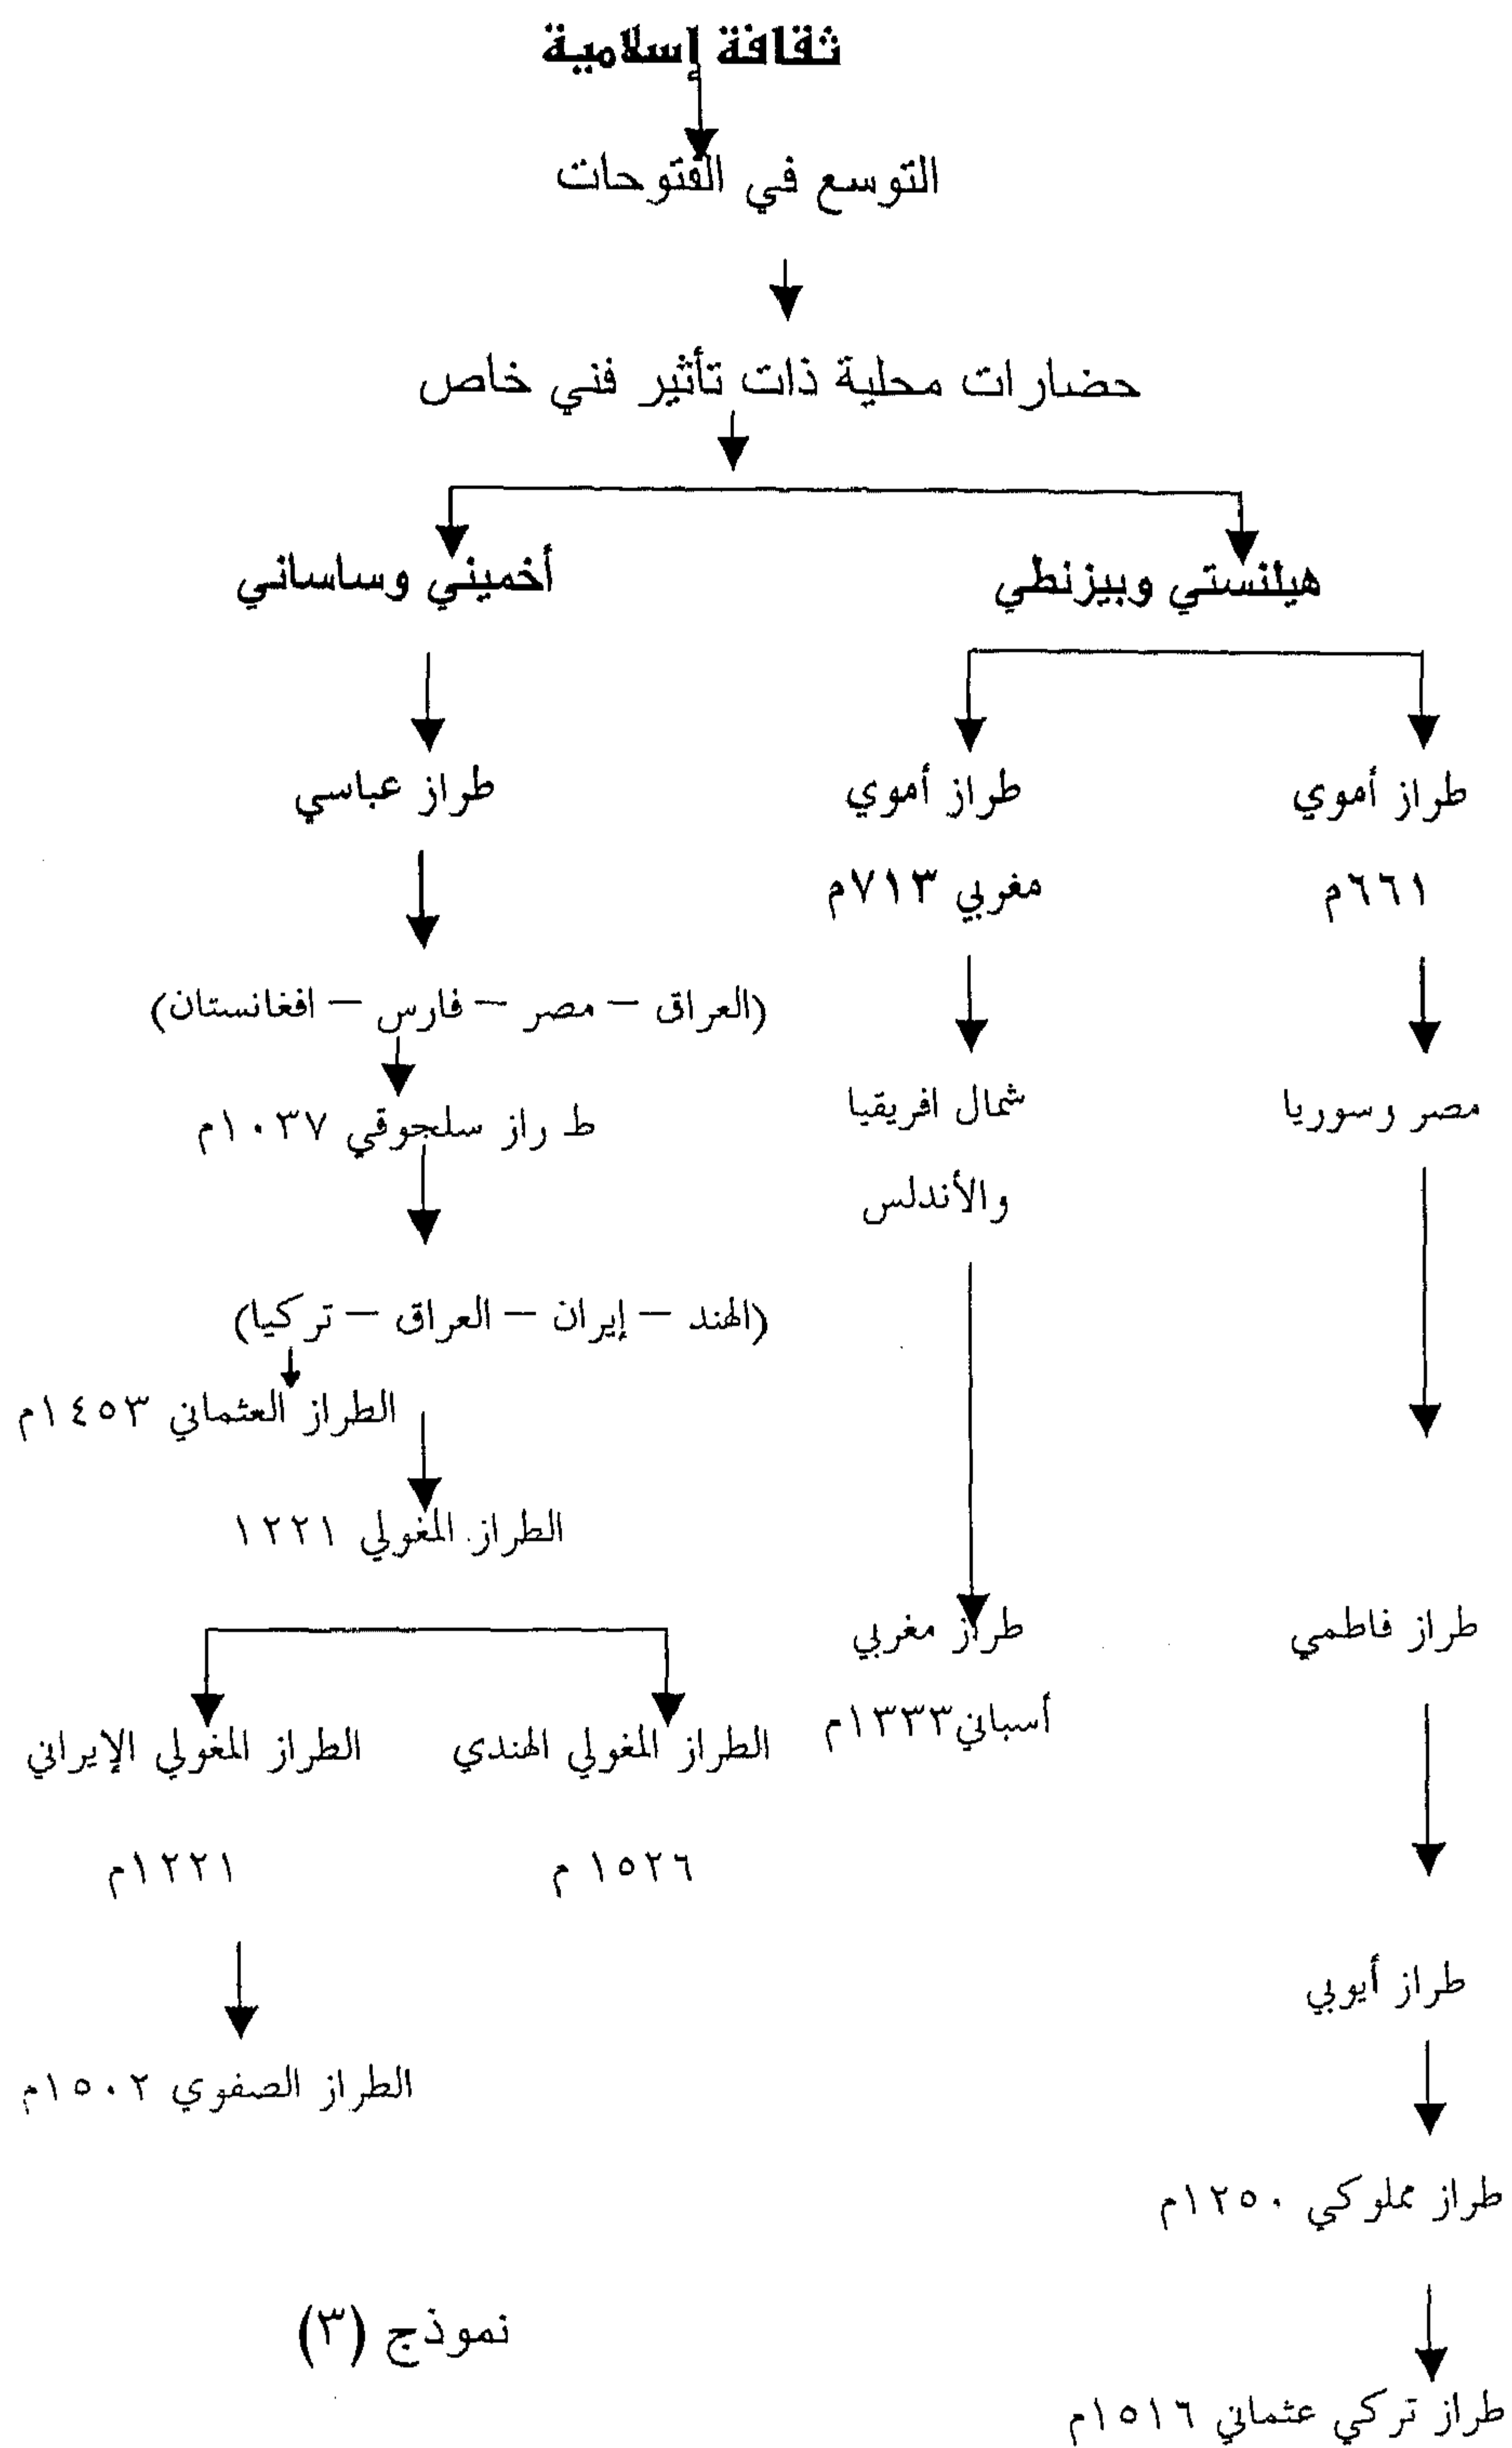 ثقافة إسلامية
التوسع في الفتوحات
حضارات محلية ذات تأثير فني خاص
هيلنستي وبيزنطي
أخميني وساساني
طراز أموي
٦٦١م
مصر وسوريا
طراز فاطمي
طراز أيوبي
طراز مملوكي ١٢٥٠م
طراز تركي عثماني ١٥١٦م
طراز أموي
مغربي ٧١٣م
شمال افريقيا
والأندلس
طراز مغربي
أسباني١٣٣٣م
طراز عباسي
(العراق – مصر – فارس – افغانستان)
ط راز سلجوقي ١٠٣٧م
(الهند – إيران – العراق – تركيا)
الطراز العثماني ١٤٥٣م
الطراز المغولي ١٢٢١
الطراز المغولي الهندي
١٥٢٦ م
الطراز المغولي الإيراني
١٢٢١م
الطراز الصفوي ١٥٠٢م
نموذج (٣)